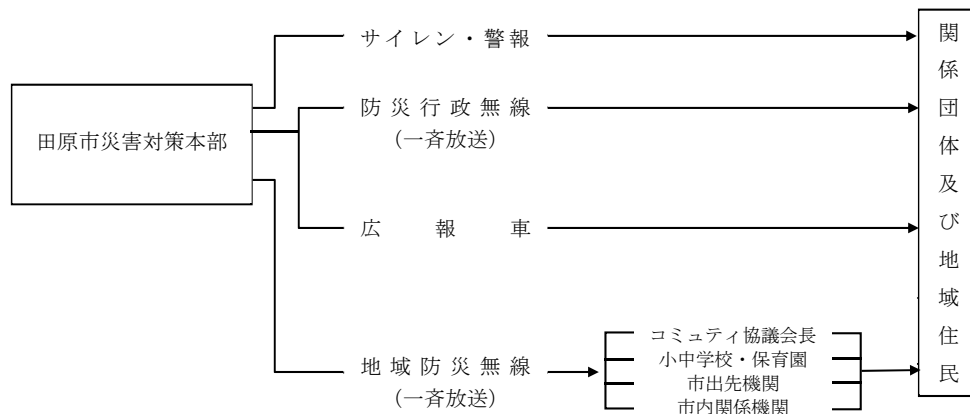 田原市災害対策本部
サイレン・警報
防災行政無線
(一斉放送)
広報車
地域防災無線
(一斉放送)
コミュティ協議会長
小中学校・保育園
市出先機関
市内関係機関
関係団体及び地域住民